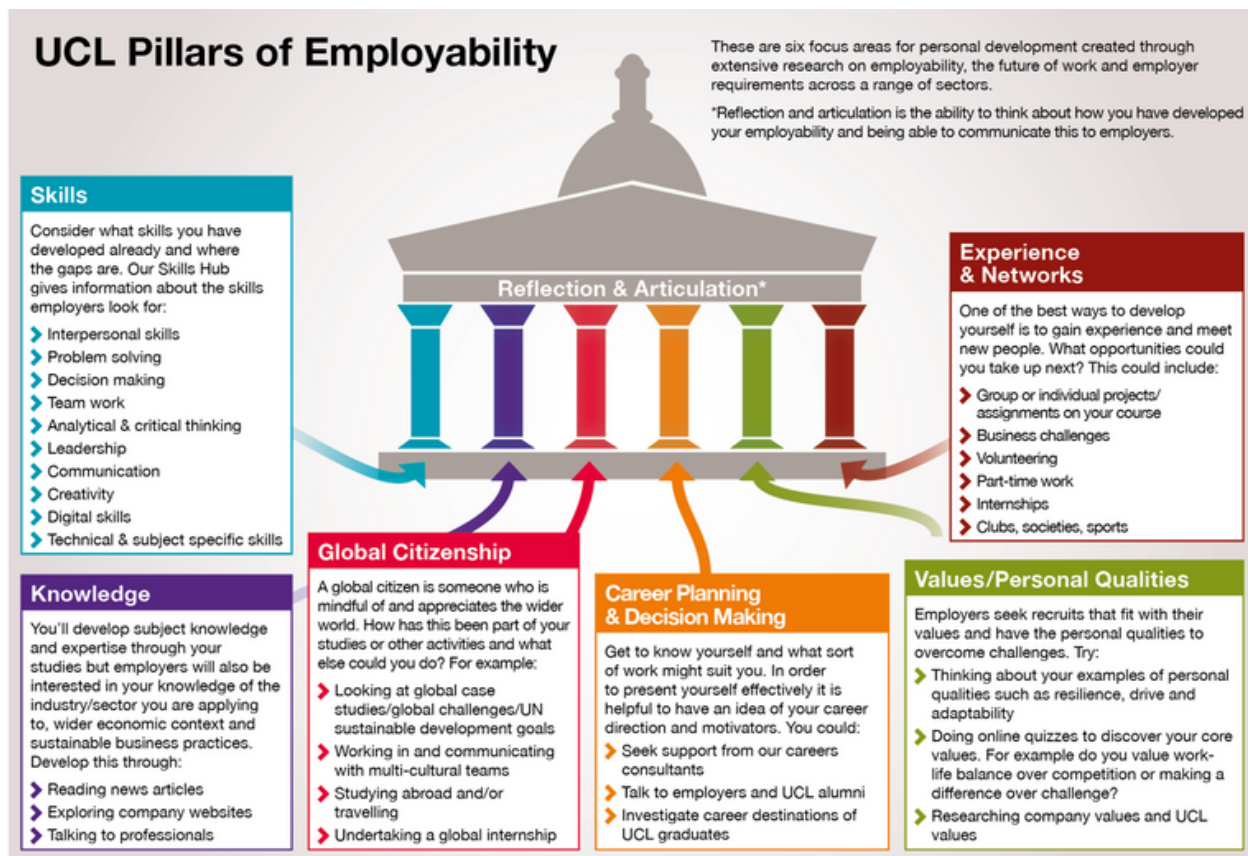 UCL Pillars of Employability
These are six focus areas for personal development created through
extensive research on employability, the future of work and employer
requirements across a range of sectors.
*Reflection and articulation is the ability to think about how you have developed
your employability and being able to communicate this to employers.
Reflection & Articulation*
Skills
Consider what skills you have
developed already and where
the gaps are. Our Skills Hub
gives information about the skills
employers look for:
Interpersonal skills
Problem solving
Decision making
Team work
Analytical & critical thinking
Leadership
Communication
Creativity
Digital skills
Technical & subject specific skills
Knowledge
You'll develop subject knowledge
and expertise through your
studies but employers will also be
interested in your knowledge of the
industry/sector you are applying
to, wider economic context and
sustainable business practices.
Develop this through:
Reading news articles
Exploring company websites
Talking to professionals
Global Citizenship
A global citizen is someone who is
mindful of and appreciates the wider
world. How has this been part of your
studies or other activities and what
else could you do? For example:
Looking at global case
studies/global challenges/UN
sustainable development goals
Working in and communicating
with multi-cultural teams
Studying abroad and/or
travelling
Undertaking a global internship
Career Planning
& Decision Making
Get to know yourself and what sort
of work might suit you. In order
to present yourself effectively it is
helpful to have an idea of your career
direction and motivators. You could:
Seek support from our careers
consultants
Talk to employers and UCL alumni
Investigate career destinations of
UCL graduates
Values/Personal Qualities
Employers seek recruits that fit with their
values and have the personal qualities to
overcome challenges. Try:
Thinking about your examples of personal
qualities such as resilience, drive and
adaptability
Doing online quizzes to discover your core
values. For example do you value work-
life balance over competition or making a
difference over challenge?
Researching company values and UCL
values
Experience
& Networks
One of the best ways to develop
yourself is to gain experience and meet
new people. What opportunities could
you take up next? This could include:
Group or individual projects/
assignments on your course
Business challenges
Volunteering
Part-time work
Internships
Clubs, societies, sports